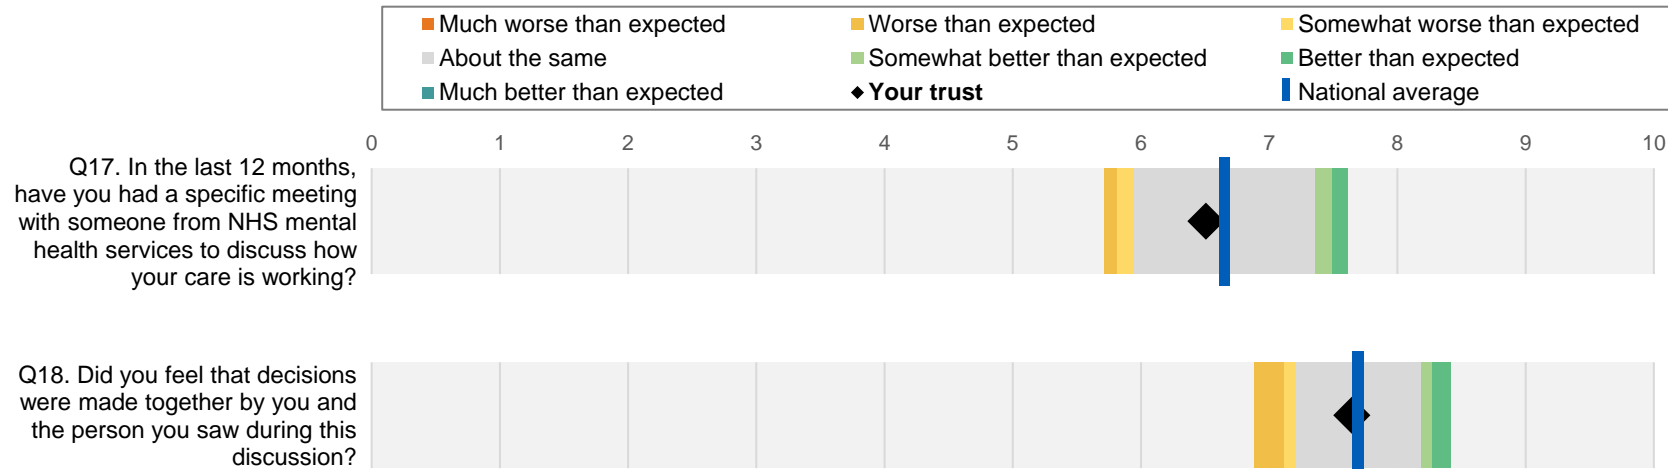 Much worse than expected
Worse than expected
Somewhat worse than expected
About the same
Somewhat better than expected
Better than expected
Much better than expected
Your trust
National average
0 1 2 3 4 5 6 7 8 9 10
Q17. In the last 12 months,
have you had a specific meeting
with someone from NHS mental
health services to discuss how
your care is working?
Q18. Did you feel that decisions
were made together by you and
the person you saw during this
discussion?